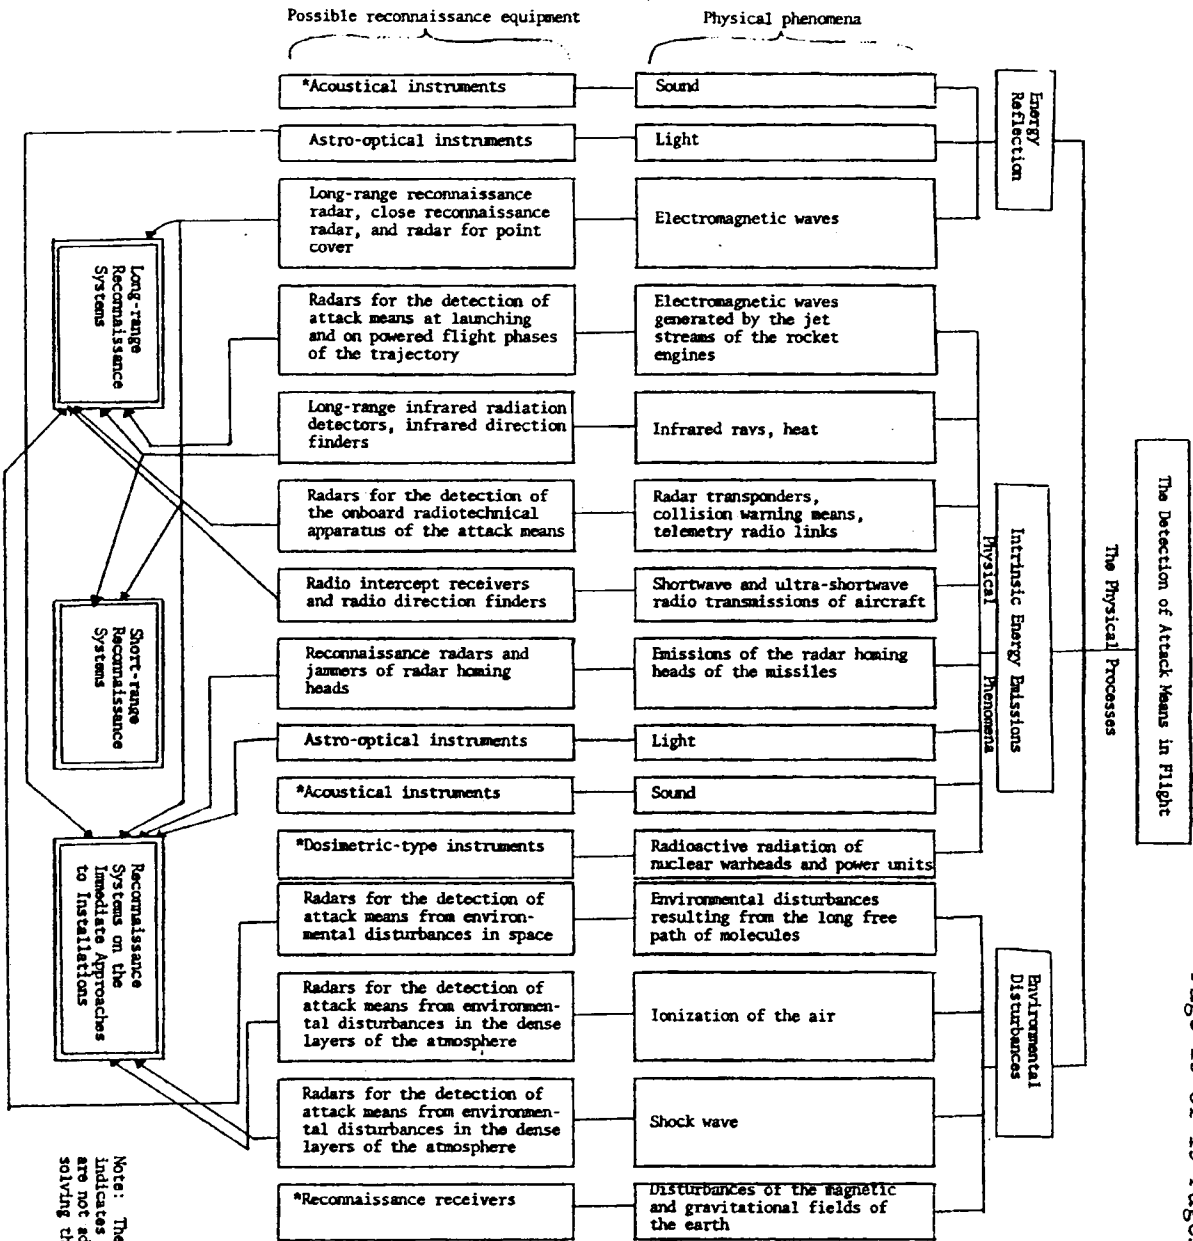 Possible reconnaissance equipment
Physical phenomena
*Acoustical instruments
Sound
Astro-optical instruments
Light
Long-range reconnaissance
radar, close reconnaissance
radar, and radar for point
cover
Electromagnetic waves
Energy
Reflection
Radars for the detection of
attack means at launching
and on powered flight phases
of the trajectory
Electromagnetic waves
generated by the jet
streams of the rocket
engines
Long-range infrared radiation
detectors, infrared direction
finders
Infrared rays, heat
Radars for the detection of
the onboard radiotechnical
apparatus of the attack means
Radar transponders,
collision warning means,
telemetry radio links
Radio intercept receivers
and radio direction finders
Shortwave and ultra-shortwave
radio transmissions of aircraft
Reconnaissance radars and
jammers of radar homing
heads
Emissions of the radar homing
heads of the missiles
Astro-optical instruments
Light
*Acoustical instruments
Sound
*Dosimetric-type instruments
Radioactive radiation of
nuclear warheads and power units
Intrinsic Energy Emissions
Physical Phenomena
Radars for the detection of
attack means from environ-
mental disturbances in space
Environmental disturbances
resulting from the long free
path of molecules
Radars for the detection of
attack means from environmen-
tal disturbances in the dense
layers of the atmosphere
Ionization of the air
Radars for the detection of
attack means from environmen-
tal disturbances in the dense
layers of the atmosphere
Shock wave
*Reconnaissance receivers
Disturbances of the magnetic
and gravitational fields of
the earth
Environmental
Disturbances
The Detection of Attack Means in Flight
The Physical Processes
Long-range
Reconnaissance
Systems
Short-range
Reconnaissance
Systems
Reconnaissance
Systems on the
Immediate Approaches
to Installations
Note: The
indicates
are not
solving